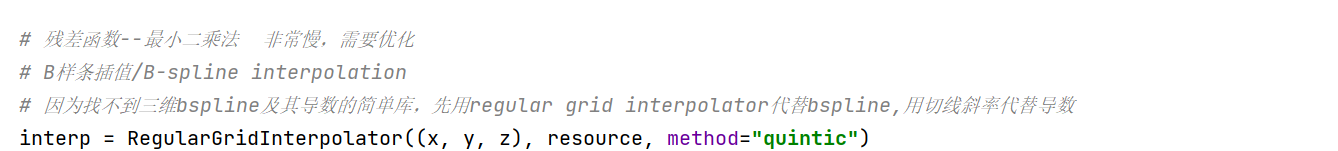 # 残差函数--最小二乘法  非常慢，需要优化
# B样条插值/B-spline interpolation
# 因为找不到三维bspline及其导数的简单库，先用regular grid interpolator代替bspline,用切线斜率代替导数
interp = RegularGridInterpolator((x, y, z), resource, method="quintic")